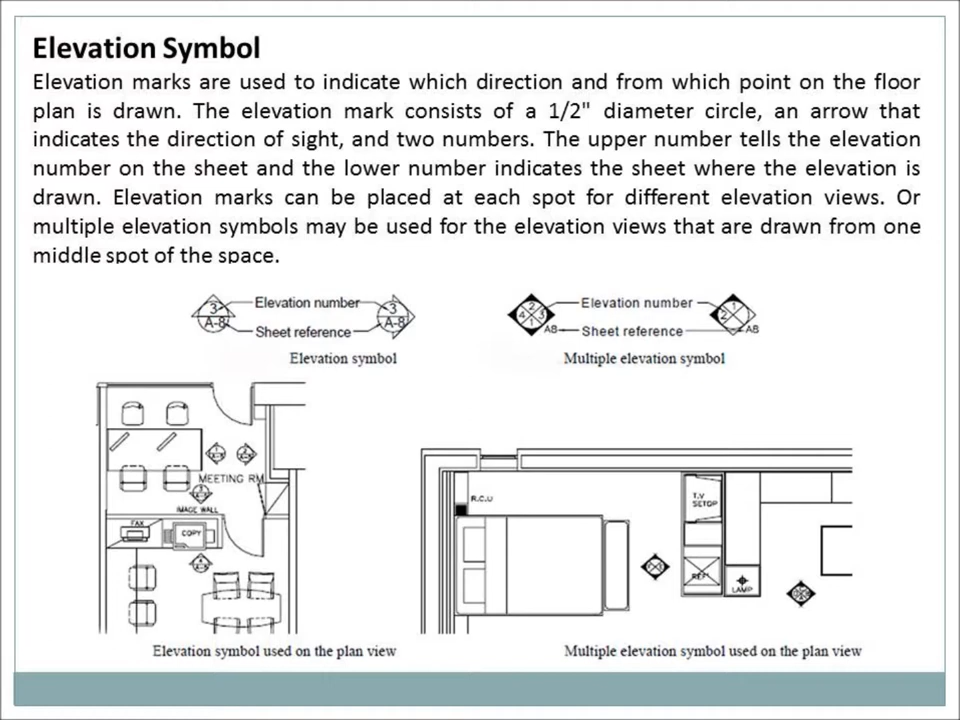 Elevation Symbol
Elevation marks are used to indicate which direction and from which point on the floor
plan is drawn. The elevation mark consists of a 1/2" diameter circle, an arrow that
indicates the direction of sight, and two numbers. The upper number tells the elevation
number on the sheet and the lower number indicates the sheet where the elevation is
drawn. Elevation marks can be placed at each spot for different elevation views. Or
multiple elevation symbols may be used for the elevation views that are drawn from one
middle spot of the space.
3 Elevation number 3
A-8 Sheet reference A-8
Elevation symbol
2 Elevation number 1
4 3 2
1 A8 Sheet reference A8
Multiple elevation symbol
MEETING RM
IMAGE WALL
FAX
COPY
R.C.U
T.V
SETOP
REF.
LAMP
Elevation symbol used on the plan view
Multiple elevation symbol used on the plan view